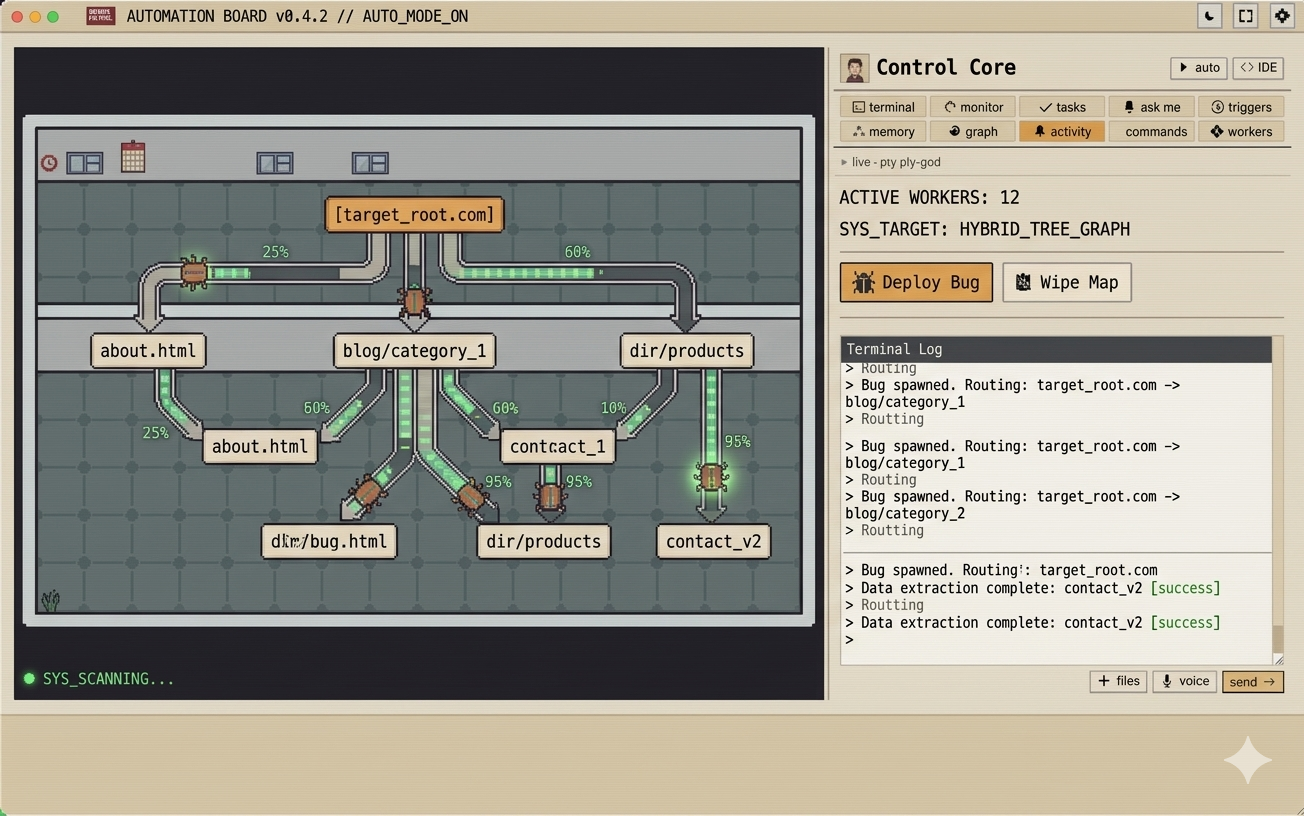 AUTOMATION BOARD v0.4.2 // AUTO_MODE_ON
[target_root.com]
25%
60%
about.html
blog/category_1
dir/products
60%
60%
10%
25%
95%
about.html
contcact_1
95%
95%
/bug.html
dir/products
contact_v2
SYS_SCANNING...
Control Core
auto
<> IDE
terminal
monitor
tasks
ask me
triggers
memory
graph
activity
commands
workers
live - pty ply-god
ACTIVE WORKERS: 12
SYS_TARGET: HYBRID_TREE_GRAPH
Deploy Bug
Wipe Map
Terminal Log
> Routing
> Bug spawned. Routing: target_root.com ->
blog/category_1
> Routting
> Bug spawned. Routing: target_root.com ->
blog/category_1
> Routing
> Bug spawned. Routing: target_root.com ->
blog/category_2
> Routting
> Bug spawned. Routing: target_root.com
> Data extraction complete: contact_v2 [success]
> Routting
> Data extraction complete: contact_v2 [success]
>
+ files
voice
send →